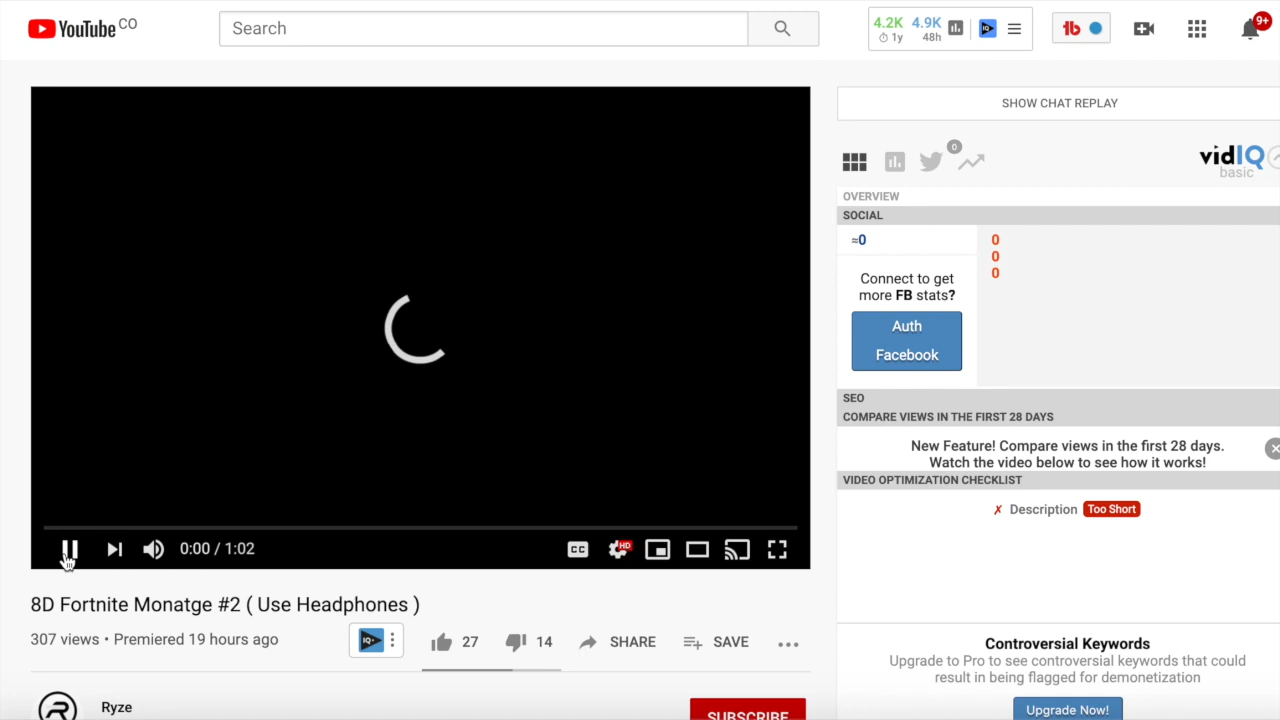 YouTube CO
Search
4.2K 4.9K
1y 48h
IQ
tb
9+
SHOW CHAT REPLAY
0
vidIQ
basic
OVERVIEW
SOCIAL
≈0
0
0
0
Connect to get
more FB stats?
Auth
Facebook
SEO
COMPARE VIEWS IN THE FIRST 28 DAYS
New Feature! Compare views in the first 28 days.
Watch the video below to see how it works!
VIDEO OPTIMIZATION CHECKLIST
✗ Description Too Short
0:00 / 1:02
CC
HD
8D Fortnite Monatge #2 ( Use Headphones )
307 views • Premiered 19 hours ago
IQ
27
14
SHARE
SAVE
Controversial Keywords
Upgrade to Pro to see controversial keywords that could
result in being flagged for demonetization
Upgrade Now!
Ryze
SUBSCRIBE